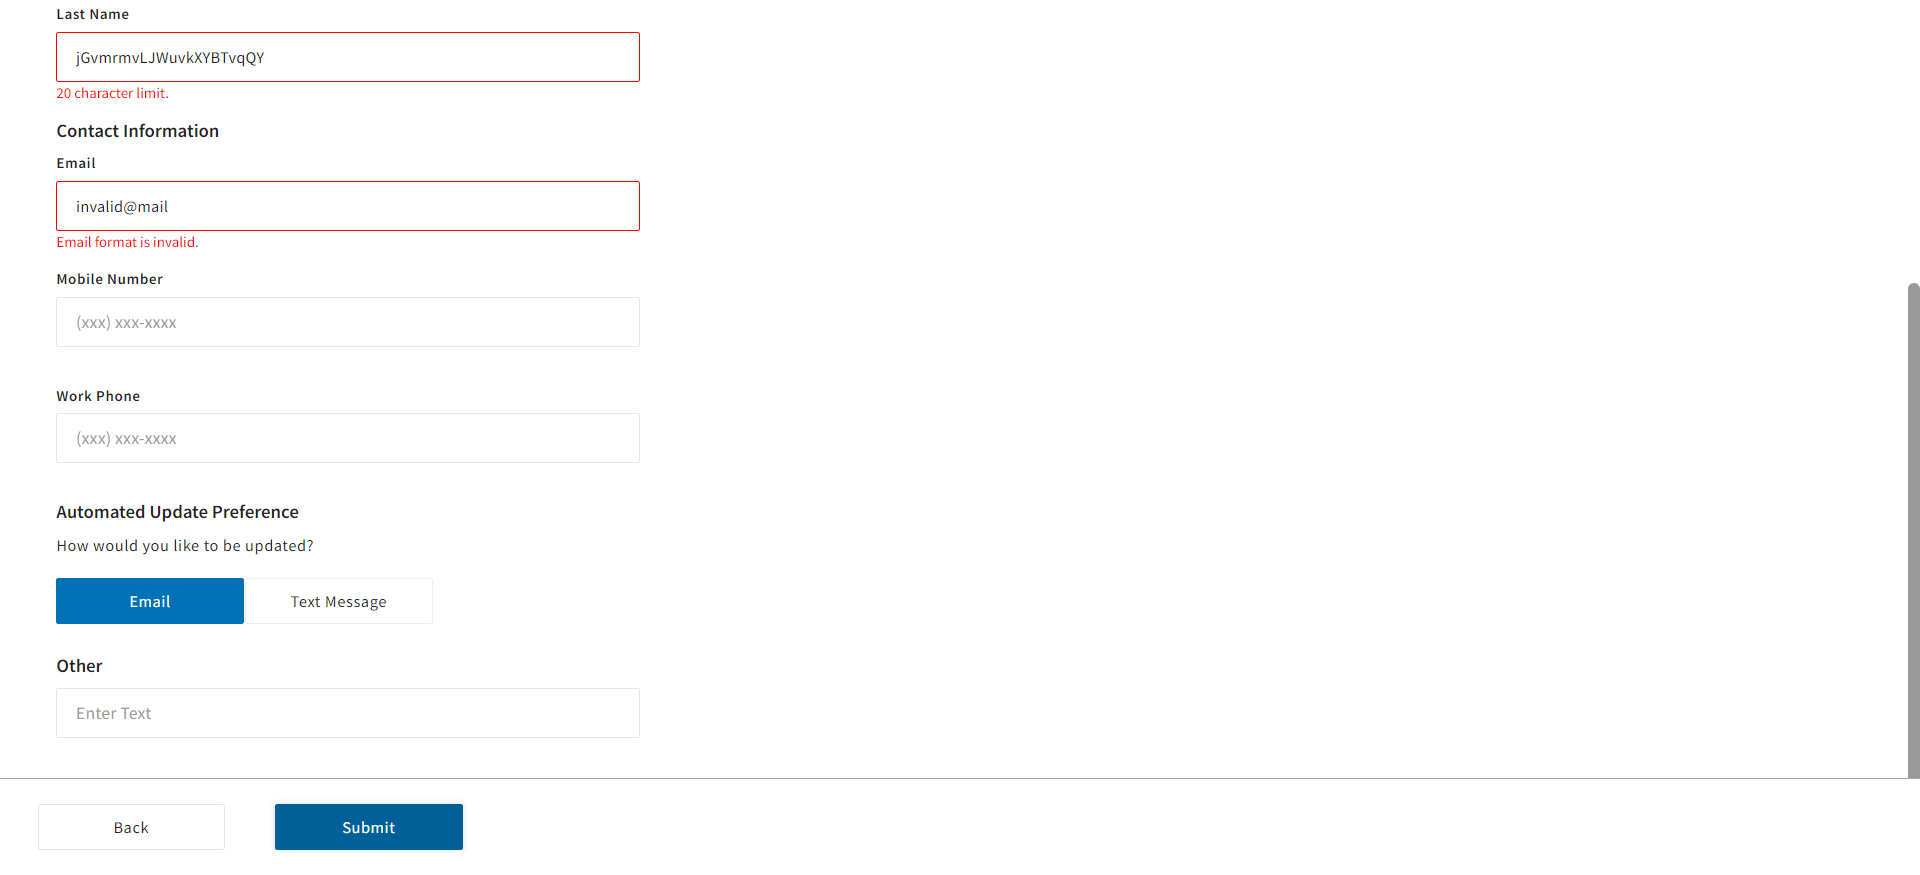 Last Name
jGvmrmvLJWuvkXYBTvqQY
20 character limit.
Contact Information
Email
invalid@mail
Email format is invalid.
Mobile Number
(xxx) xxx-xxxx
Work Phone
(xxx) xxx-xxxx
Automated Update Preference
How would you like to be updated?
Email Text Message
Other
Enter Text
Back Submit